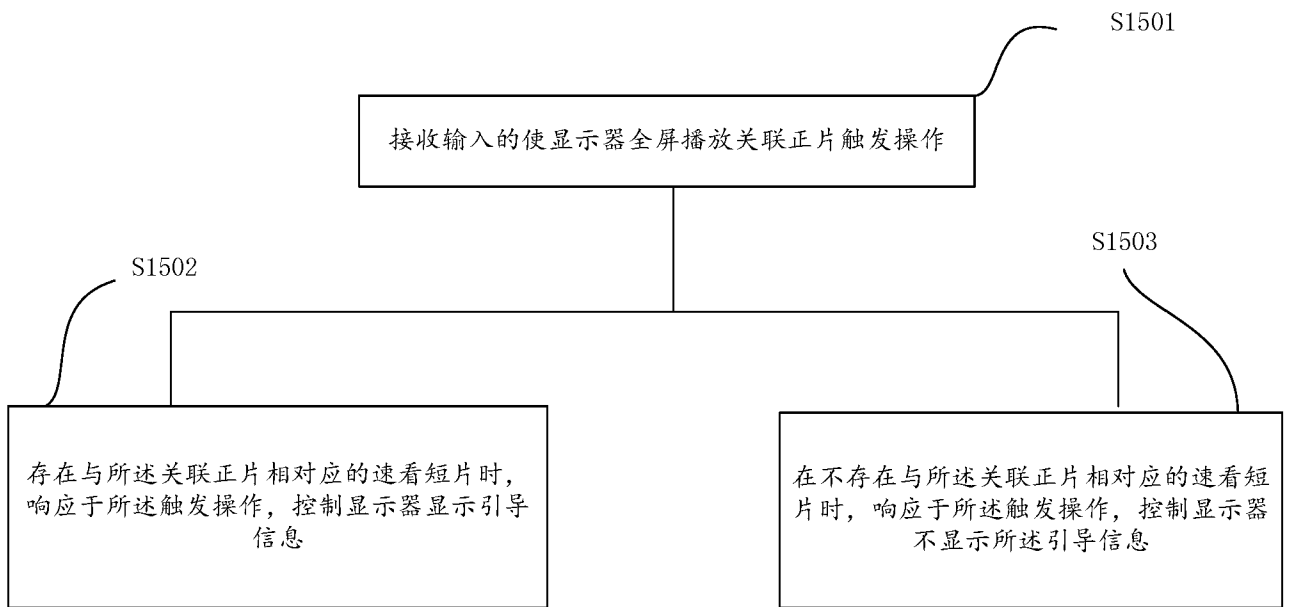 S1501
接收输入的使显示器全屏播放关联正片触发操作
S1503
S1502
存在与所述关联正片相对应的速看短片时，
响应于所述触发操作，控制显示器显示引导
信息
在不存在与所述关联正片相对应的速看短
片时，响应于所述触发操作，控制显示器
不显示所述引导信息